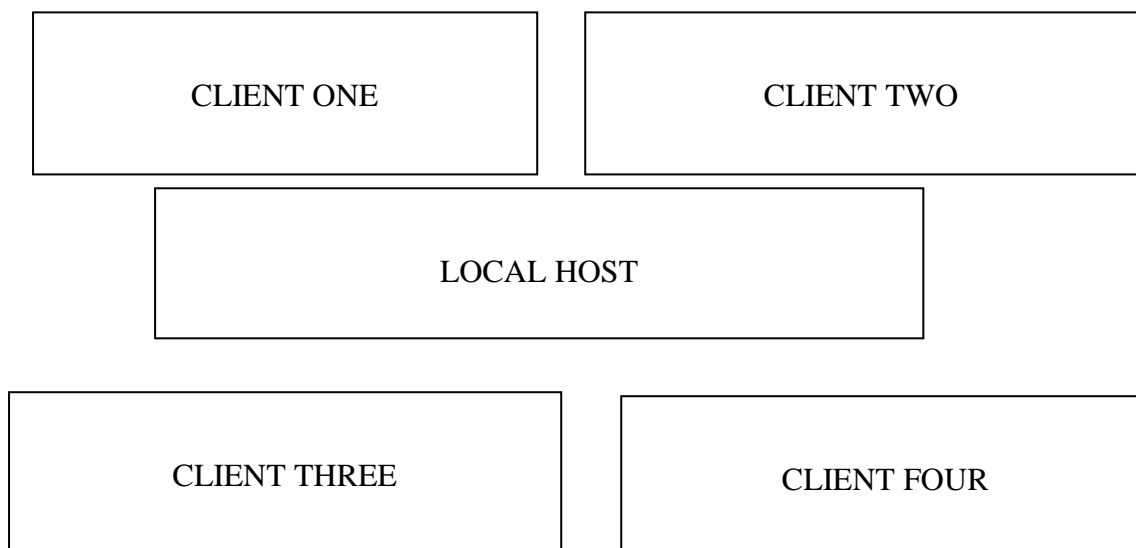 CLIENT ONE
CLIENT TWO
LOCAL HOST
CLIENT THREE
CLIENT FOUR